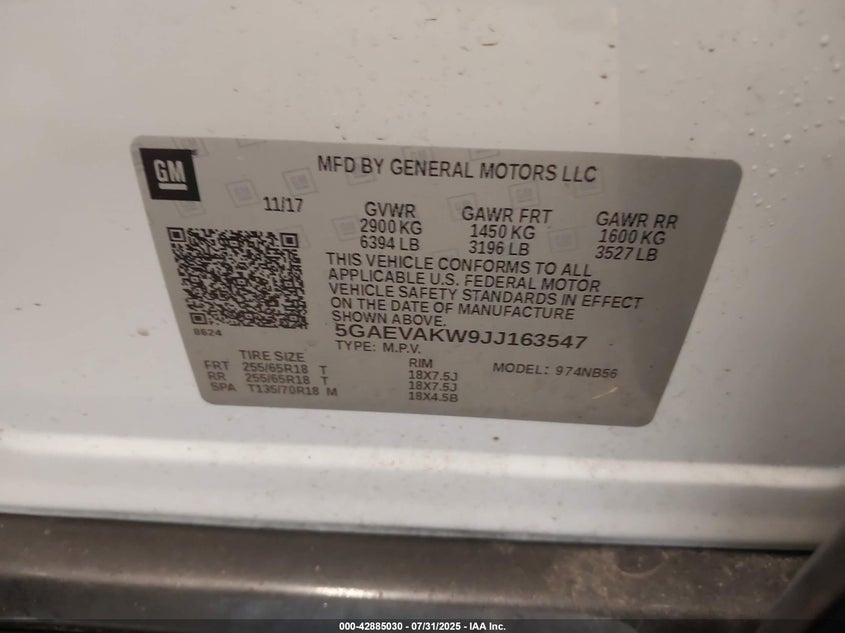 GM
MFD BY GENERAL MOTORS LLC
11/17
GVWR
2900 KG
6394 LB
GAWR FRT
1450 KG
3196 LB
GAWR RR
1600 KG
3527 LB
THIS VEHICLE CONFORMS TO ALL
APPLICABLE U.S. FEDERAL MOTOR
VEHICLE SAFETY STANDARDS IN EFFECT
ON THE DATE OF MANUFACTURE
SHOWN ABOVE.
8624
5GAEVAKW9JJ163547
TYPE: M.P.V.
MODEL: 974NB56
TIRE SIZE RIM
FRT 255/65R18 T 18X7.5J
RR 255/65R18 T 18X7.5J
SPA T135/70R18 M 18X4.5B
000-42885030 - 07/31/2025 - IAA Inc.